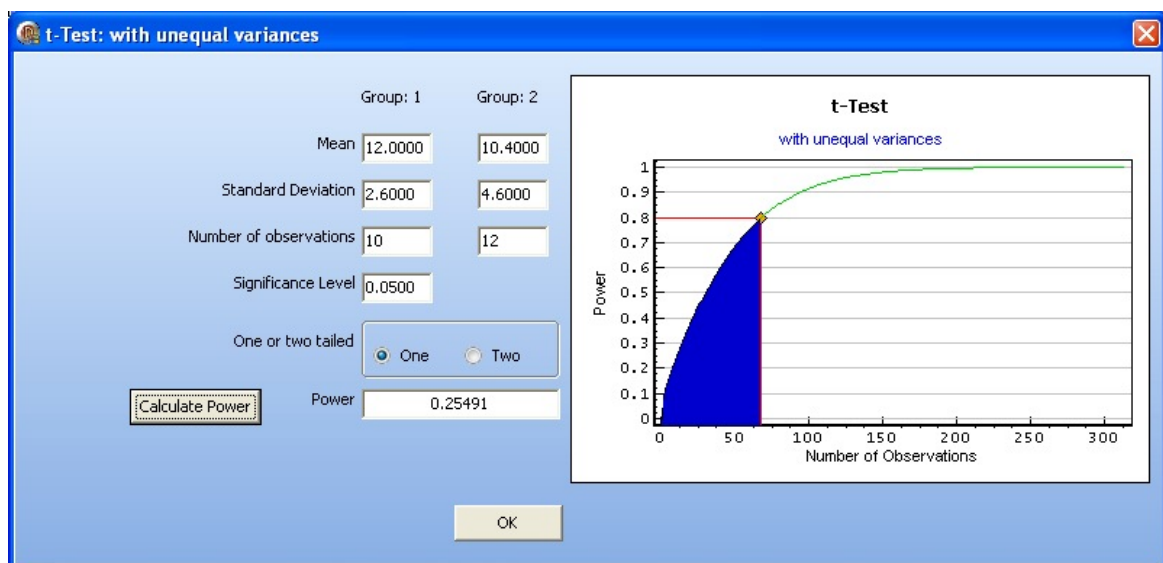 t-Test: with unequal variances
Group: 1 Group: 2
Mean 12.0000 10.4000
Standard Deviation 2.6000 4.6000
Number of observations 10 12
Significance Level 0.0500
One or two tailed One Two
Calculate Power Power 0.25491
OK
t-Test
with unequal variances
Power
1
0.9
0.8
0.7
0.6
0.5
0.4
0.3
0.2
0.1
0
0 50 100 150 200 250 300
Number of Observations